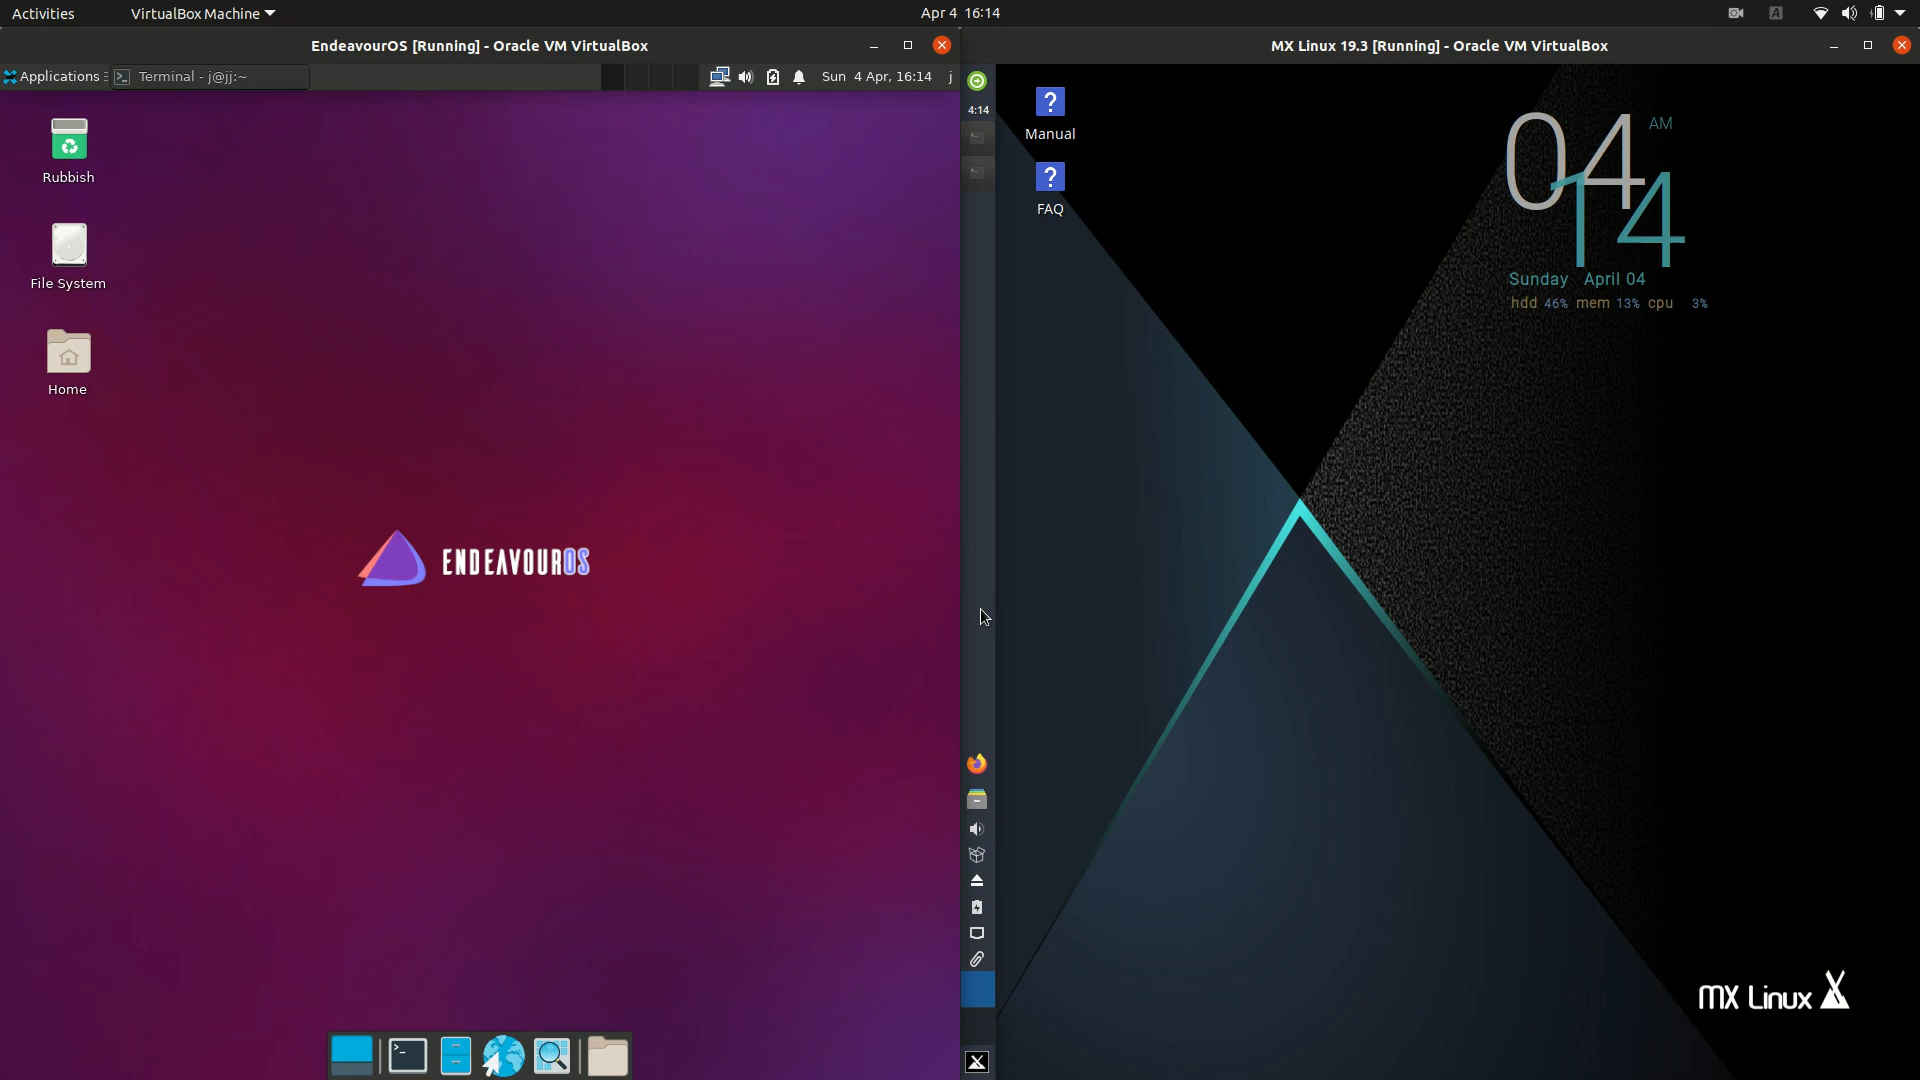 Activities
VirtualBox Machine
Apr 4 16:14
A
EndeavourOS [Running] - Oracle VM VirtualBox
Applications
Terminal - j@jj:~
Sun 4 Apr, 16:14
j
Rubbish
File System
Home
ENDEAVOUROS
MX Linux 19.3 [Running] - Oracle VM VirtualBox
4:14
?
Manual
?
FAQ
04
AM
14
Sunday April 04
hdd 46% mem 13% cpu 3%
MX Linux